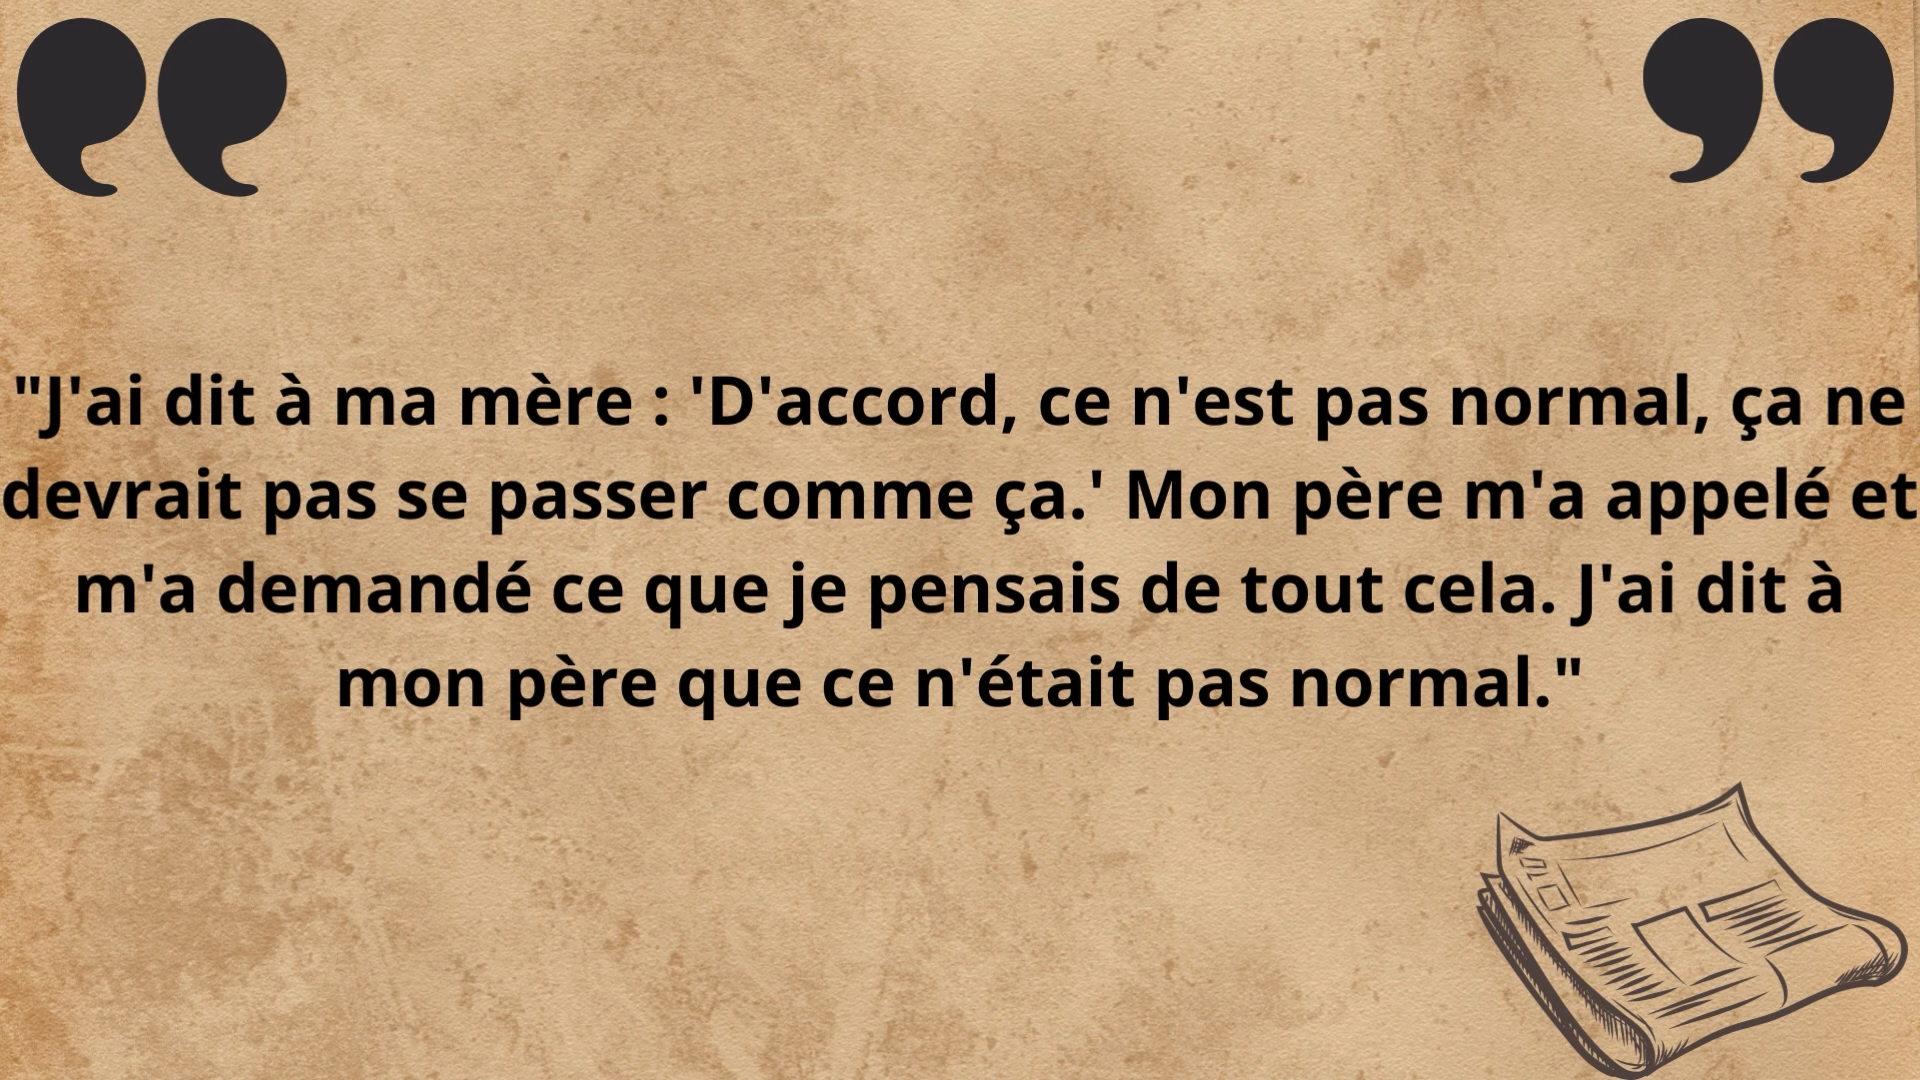 "J'ai dit à ma mère : 'D'accord, ce n'est pas normal, ça ne
devrait pas se passer comme ça.' Mon père m'a appelé et
m'a demandé ce que je pensais de tout cela. J'ai dit à
mon père que ce n'était pas normal."